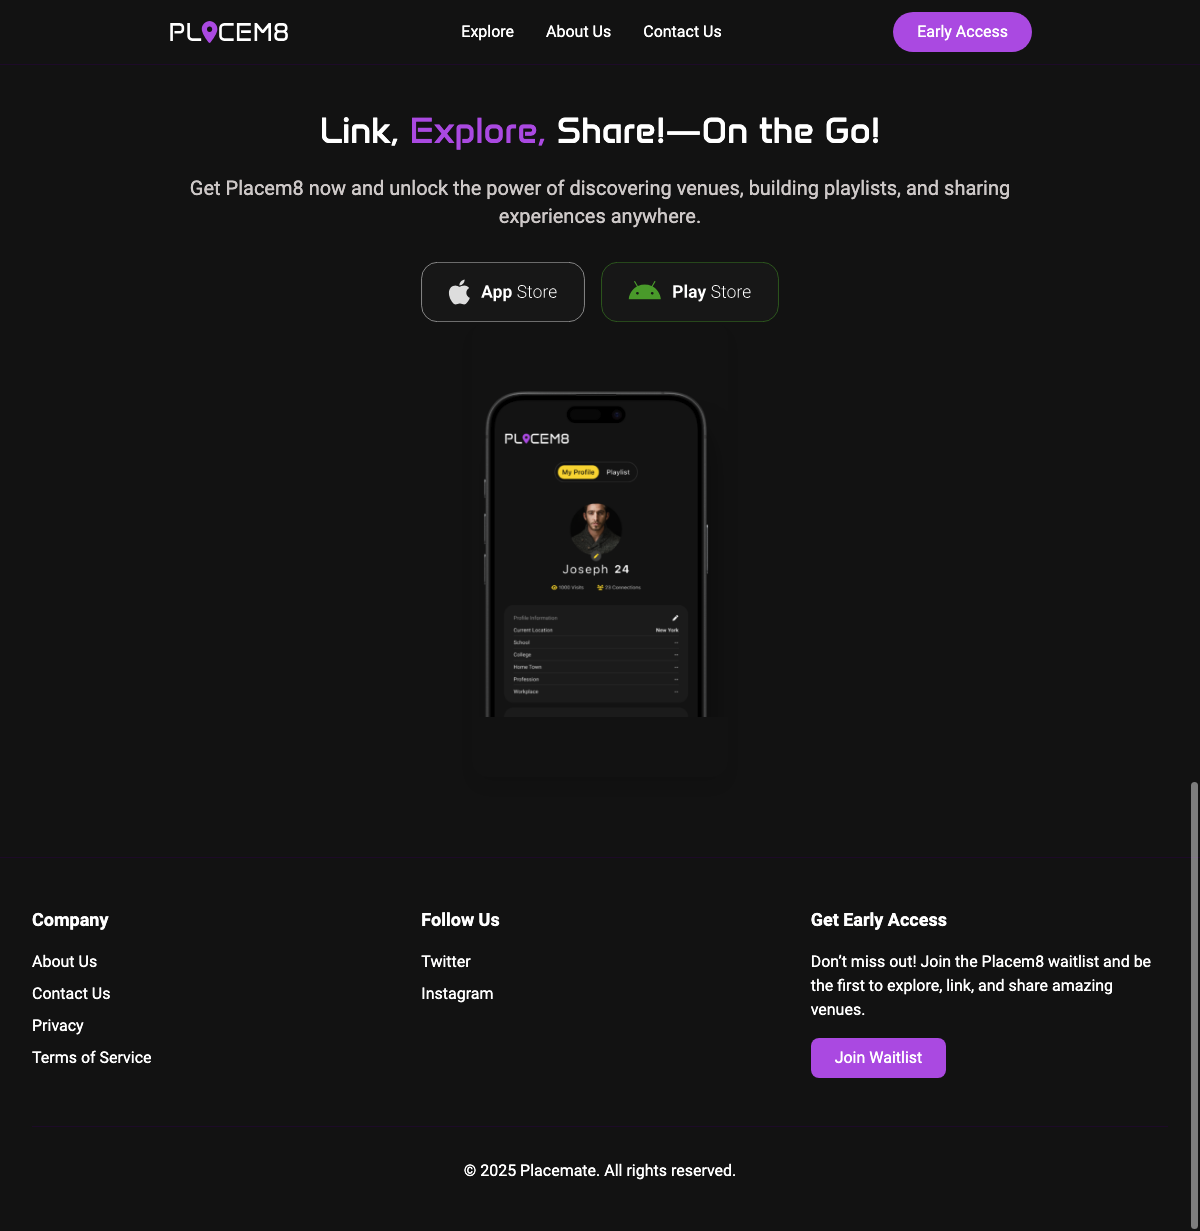 PLACEM8
Explore
About Us
Contact Us
Early Access
Link, Explore, Share!—On the Go!
Get Placem8 now and unlock the power of discovering venues, building playlists, and sharing
experiences anywhere.
App Store
Play Store
PLACEM8
My Profile
Playlist
Joseph 24
1000 Visits
23 Connections
Profile Information
Current Location
New York
School
--
College
--
Home Town
--
Profession
--
Workplace
--
Company
About Us
Contact Us
Privacy
Terms of Service
Follow Us
Twitter
Instagram
Get Early Access
Don’t miss out! Join the Placem8 waitlist and be
the first to explore, link, and share amazing
venues.
Join Waitlist
© 2025 Placemate. All rights reserved.